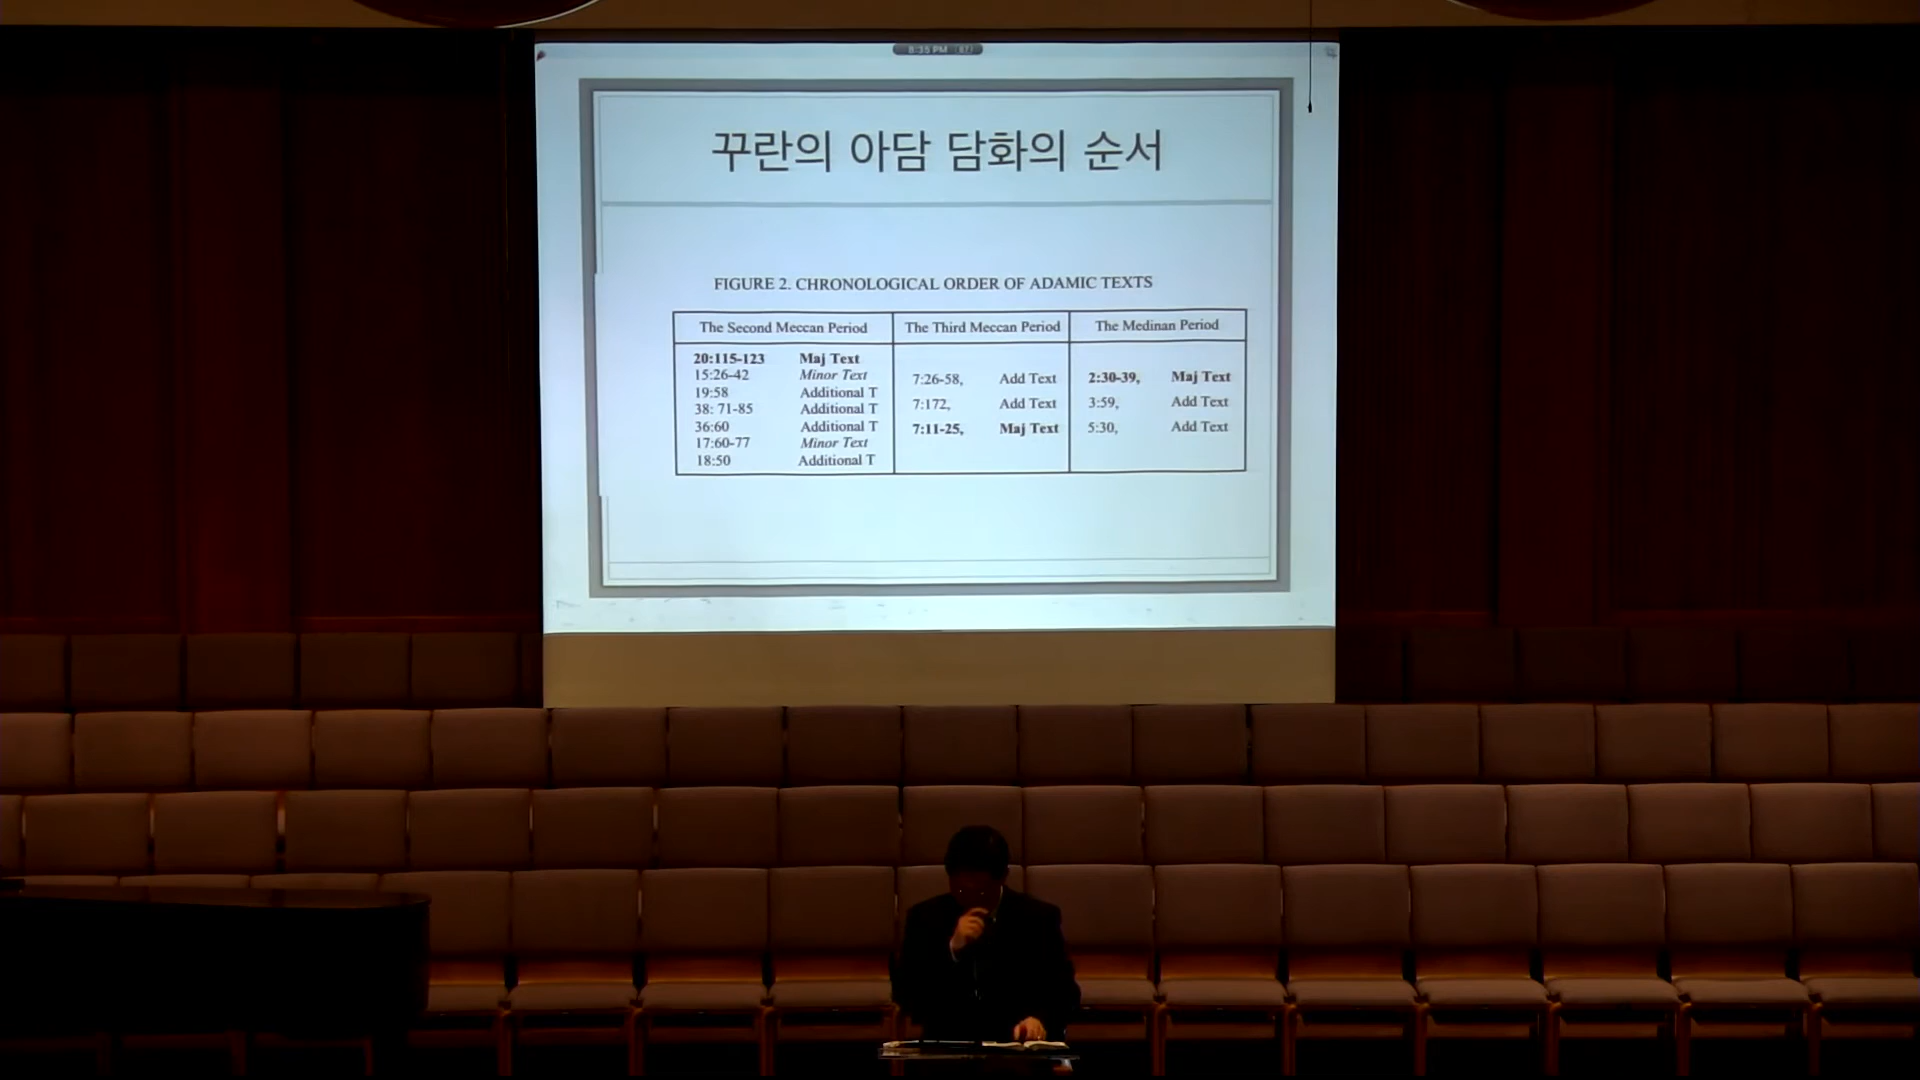 8:35 PM
꾸란의 아담 담화의 순서
FIGURE 2. CHRONOLOGICAL ORDER OF ADAMIC TEXTS
The Second Meccan Period The Third Meccan Period The Medinan Period
20:115-123 Maj Text
15:26-42 Minor Text 7:26-58, Add Text 2:30-39, Maj Text
19:58 Additional T
38: 71-85 Additional T 7:172, Add Text 3:59, Add Text
36:60 Additional T 7:11-25, Maj Text 5:30, Add Text
17:60-77 Minor Text
18:50 Additional T